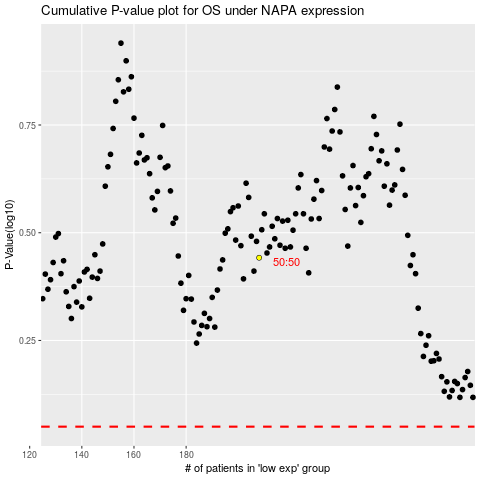 Cumulative P-value plot for OS under NAPA expression
P-Value(log10)
0.75
0.50
0.25
50:50
120 140 160 180
# of patients in 'low exp' group